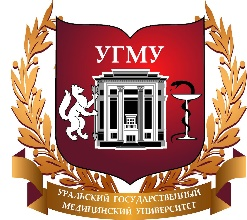 УГМУ
УРАЛЬСКИЙ ГОСУДАРСТВЕННЫЙ
МЕДИЦИНСКИЙ УНИВЕРСИТЕТ